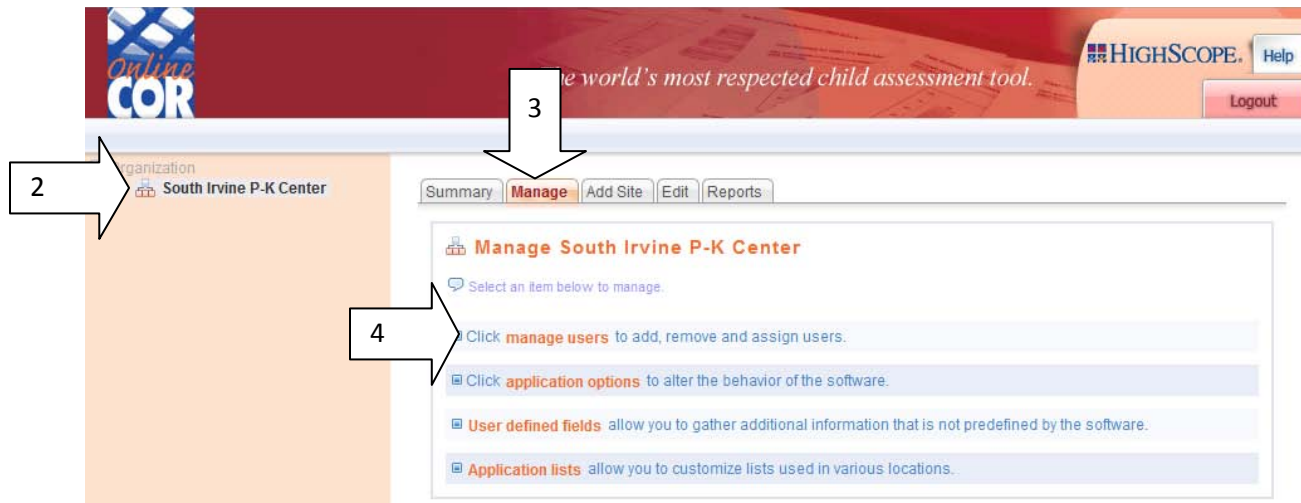 Online
COR
e world's most respected child assessment tool.
HIGHSCOPE.
Help
Logout
3
2
rganization
South Irvine P-K Center
Summary Manage Add Site Edit Reports
Manage South Irvine P-K Center
Select an item below to manage.
4
Click manage users to add, remove and assign users.
Click application options to alter the behavior of the software.
User defined fields allow you to gather additional information that is not predefined by the software.
Application lists allow you to customize lists used in various locations.